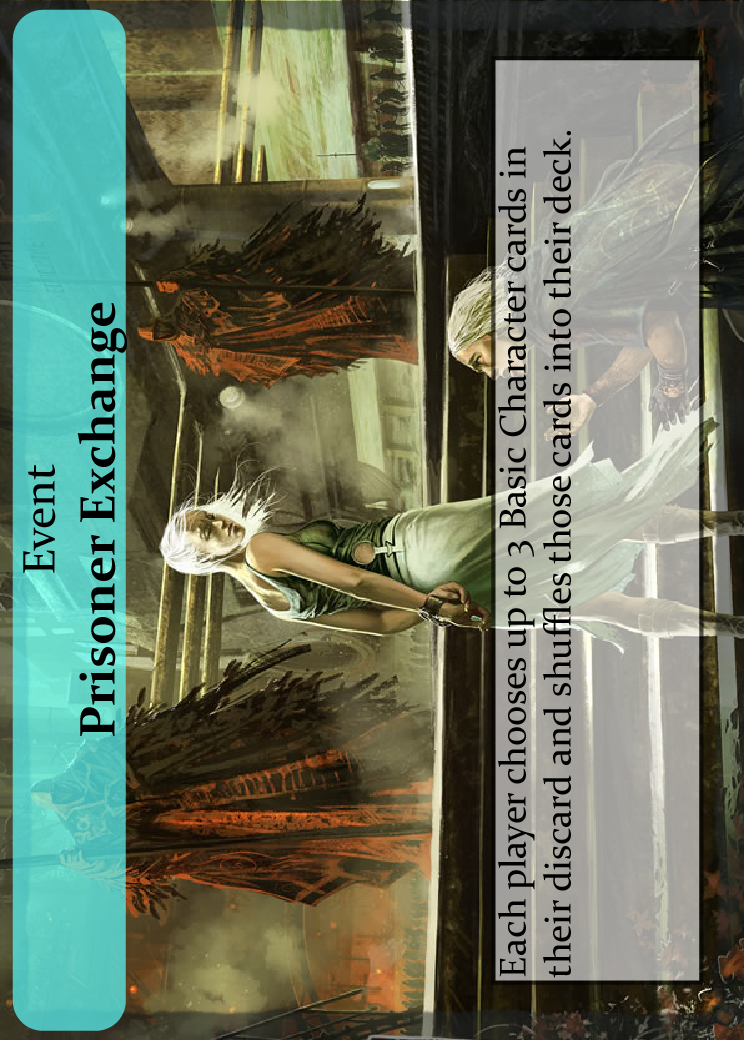 Event
Prisoner Exchange
Each player chooses up to 3 Basic Character cards in
their discard and shuffles those cards into their deck.